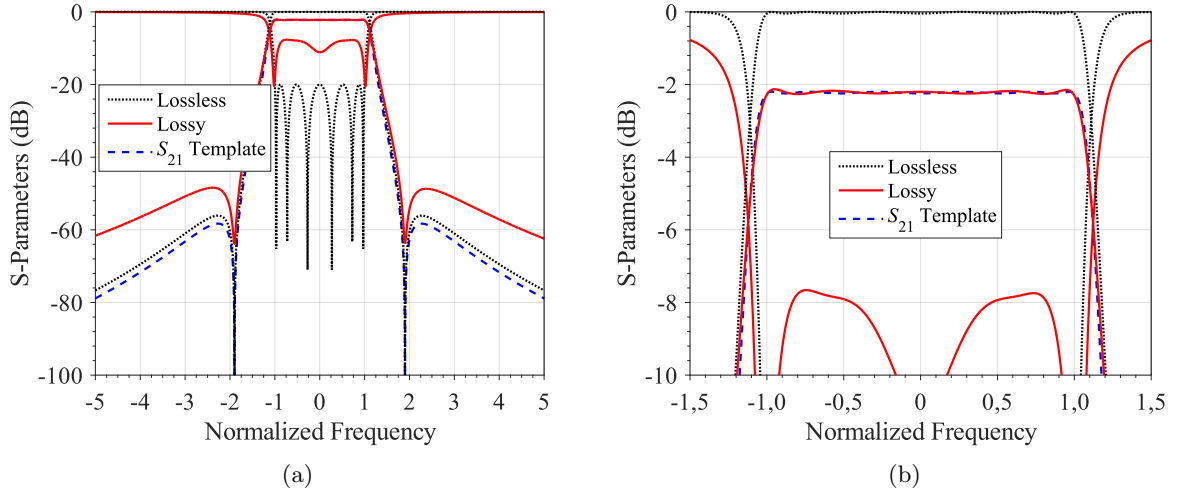 0
-20
-40
-60
-80
-100
S-Parameters (dB)
Lossless
Lossy
S21 Template
-5 -4 -3 -2 -1 0 1 2 3 4 5
Normalized Frequency
(a)
0
-2
-4
-6
-8
-10
S-Parameters (dB)
Lossless
Lossy
S21 Template
-1,5 -1,0 -0,5 0 0,5 1,0 1,5
Normalized Frequency
(b)